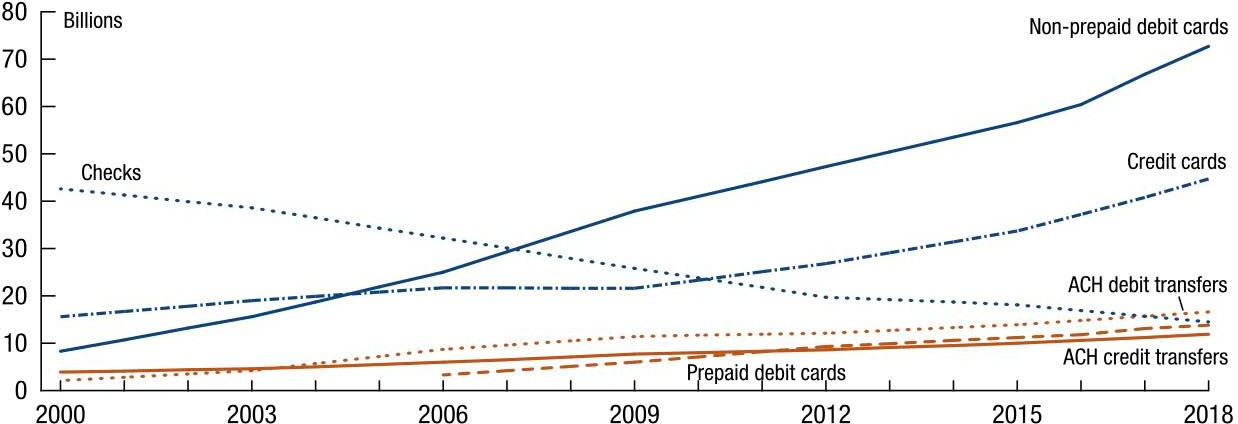 80
Billions
Non-prepaid debit cards
70
60
50
Checks
Credit cards
40
30
ACH debit transfers
20
10
ACH credit transfers
Prepaid debit cards
0
2000 2003 2006 2009 2012 2015 2018